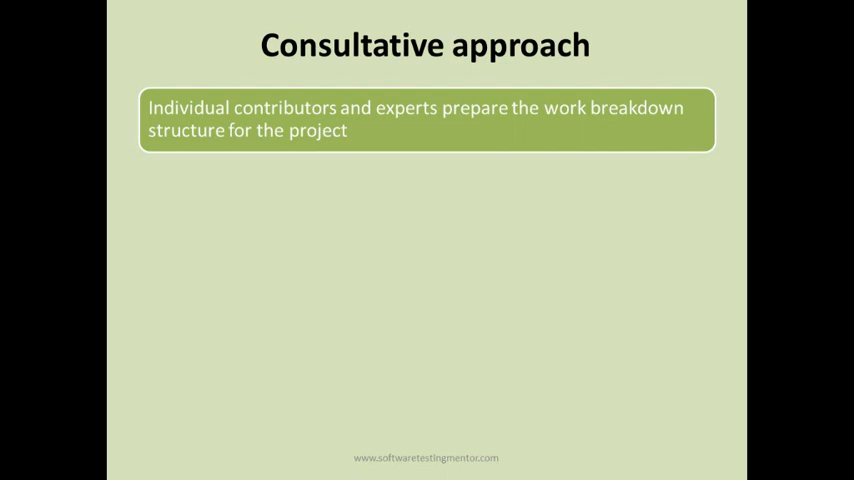 Consultative approach
Individual contributors and experts prepare the work breakdown
structure for the project
www.softwaretestingmentor.com